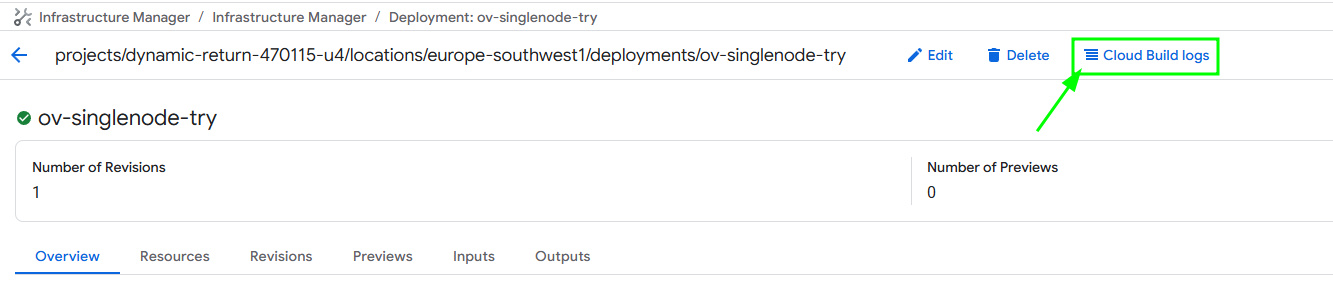 Infrastructure Manager / Infrastructure Manager / Deployment: ov-singlenode-try
projects/dynamic-return-470115-u4/locations/europe-southwest1/deployments/ov-singlenode-try Edit Delete Cloud Build logs
ov-singlenode-try
Number of Revisions Number of Previews
1 0
Overview Resources Revisions Previews Inputs Outputs